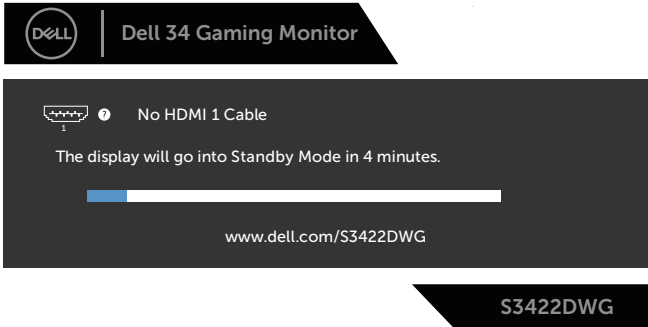 DELL
Dell 34 Gaming Monitor
? No HDMI 1 Cable
1
The display will go into Standby Mode in 4 minutes.
www.dell.com/S3422DWG
S3422DWG